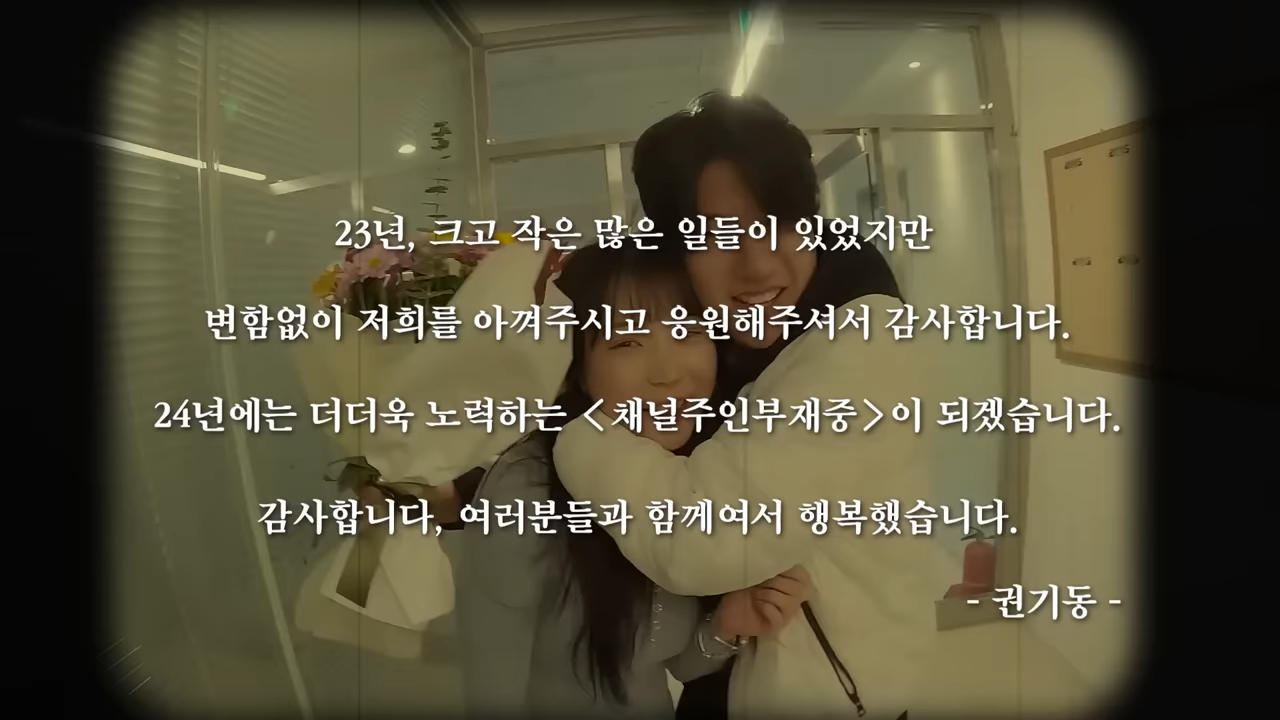 23년, 크고 작은 많은 일들이 있었지만
변함없이 저희를 아껴주시고 응원해주셔서 감사합니다.
24년에는 더더욱 노력하는 <채널주인부재중>이 되겠습니다.
감사합니다, 여러분들과 함께여서 행복했습니다.
- 권기동 -